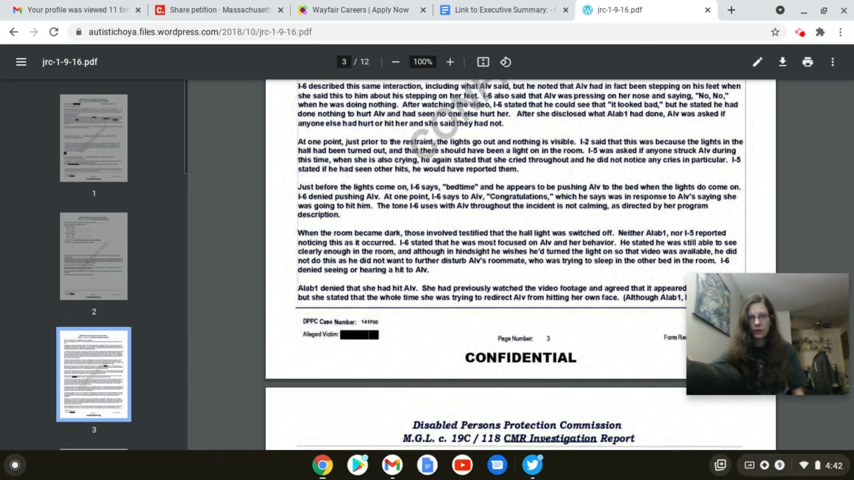 Your profile was viewed 11 tim
Share petition · Massachuset
Wayfair Careers | Apply Now
Link to Executive Summary: - G
jrc-1-9-16.pdf
autistichoya.files.wordpress.com/2018/10/jrc-1-9-16.pdf
jrc-1-9-16.pdf
3 / 12
100%
I-6 described this same interaction, including what Alv said, but he noted that Alv had in fact been stepping on his feet when
she said this to him about his stepping on her feet. I-6 also said that Alv was pressing on her nose and saying, "No, No,"
when he was doing nothing. After watching the video, I-6 stated that he could see that "it looked bad," but he stated he had
done nothing to hurt Alv and had seen no one else hurt her. After she disclosed what Alab1 had done, Alv was asked if
anyone else had hurt or hit her and she said they had not.
At one point, just prior to the restraint, the lights go out and nothing is visible. I-2 said that this was because the lights in the
hall had been turned out, and that there should have been a light on in the room. I-5 was asked if anyone struck Alv during
this time, when she is also crying, he again stated that she cried throughout and he did not notice any cries in particular. I-5
stated if he had seen other hits, he would have reported them.
Just before the lights come on, I-6 says, "bedtime" and he appears to be pushing Alv to the bed when the lights do come on.
I-6 denied pushing Alv. At one point, I-6 says to Alv, "Congratulations," which he says was in response to Alv's saying she
was going to hit him. The tone I-6 uses with Alv throughout the incident is not calming, as directed by her program
description.
When the room became dark, those involved testified that the hall light was switched off. Neither Alab1, nor I-5 reported
noticing this as it occurred. I-6 stated that he was most focused on Alv and her behavior. He stated he was still able to see
clearly enough in the room, and although in hindsight he wishes he'd turned the light on so that video was available, he did
not do this as he did not want to further disturb Alv's roommate, who was trying to sleep in the other bed in the room. I-6
denied seeing or hearing a hit to Alv.
Alab1 denied that she had hit Alv. She had previously watched the video footage and agreed that it appeared
but she stated that the whole time she was trying to redirect Alv from hitting her own face. (Although Alab1, I
DPPC Case Number: 141700
Alleged Victim:
Page Number: 3
Form Re
CONFIDENTIAL
Disabled Persons Protection Commission
M.G.L. c. 19C / 118 CMR Investigation Report
1
2
3
4:42